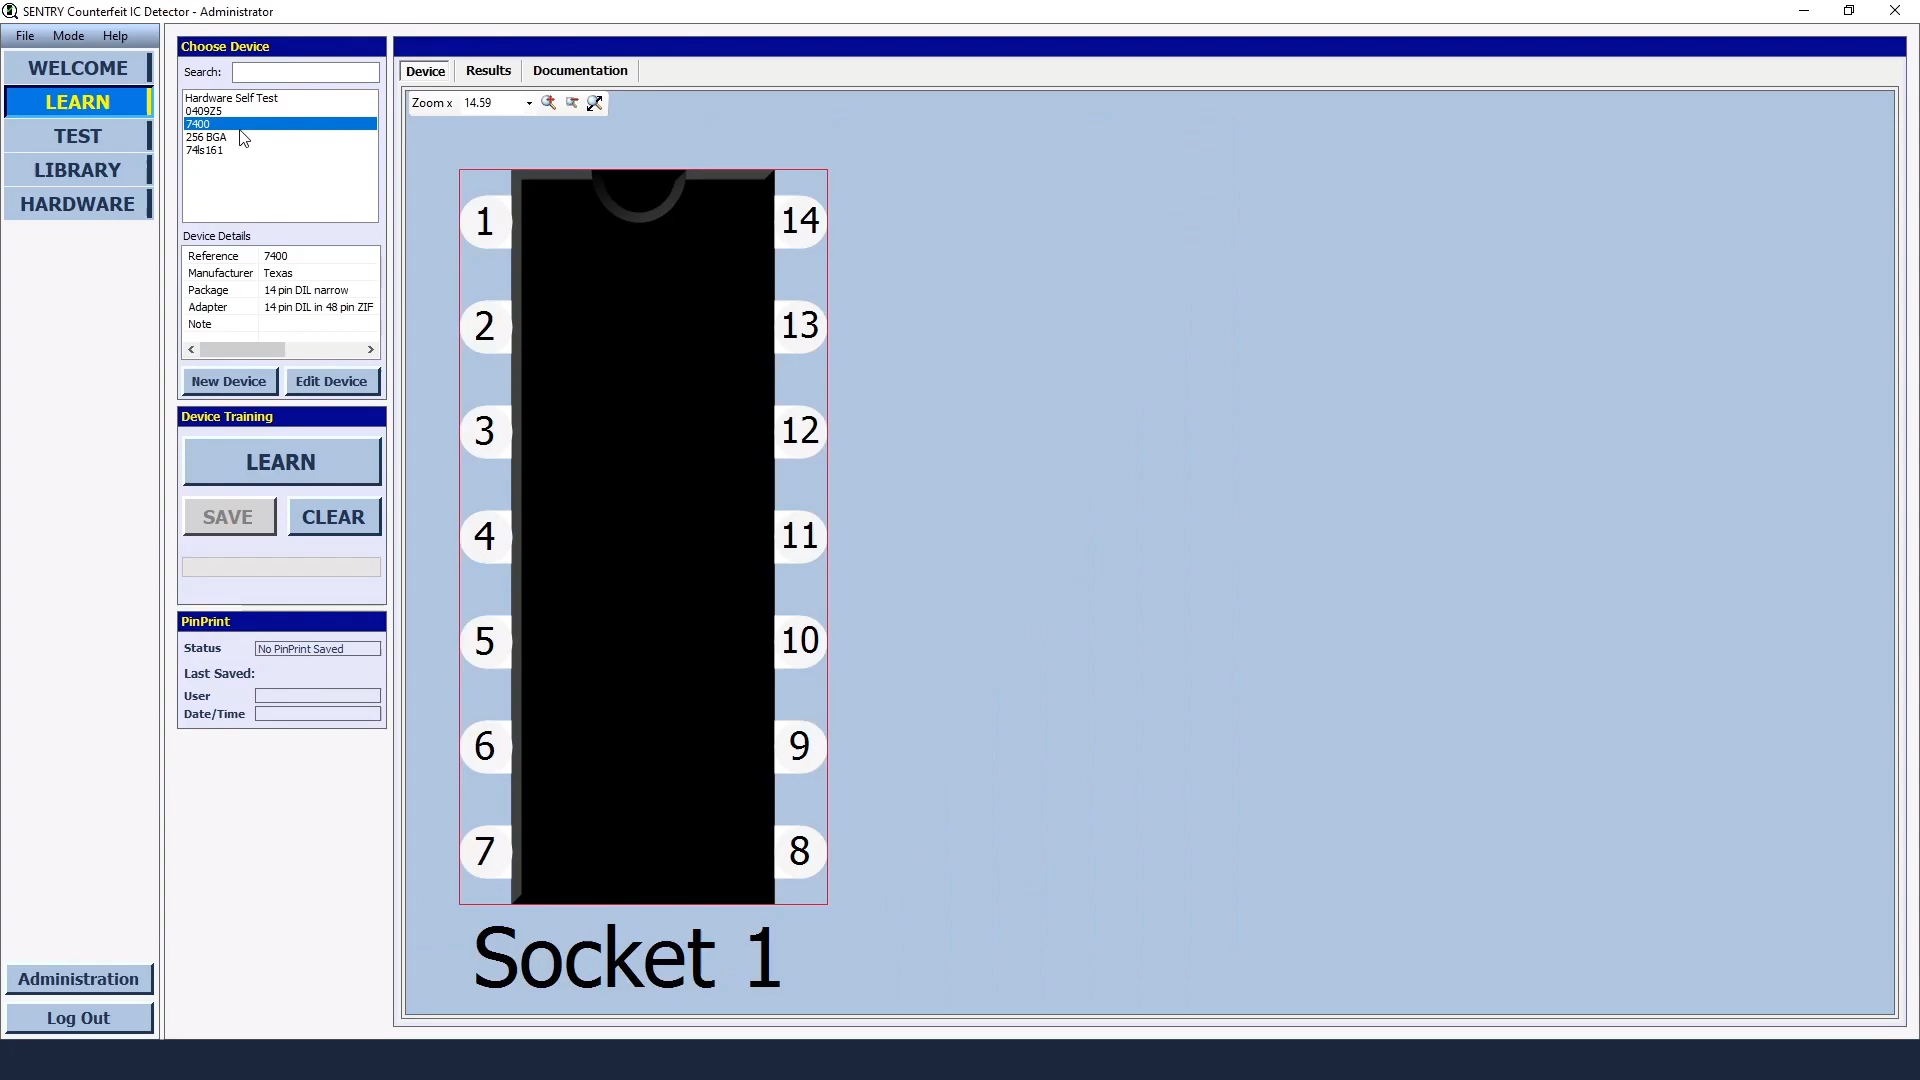 SENTRY Counterfeit IC Detector - Administrator
File Mode Help
WELCOME
LEARN
TEST
LIBRARY
HARDWARE
Administration
Log Out
Choose Device
Search:
Hardware Self Test
0409Z5
7400
256 BGA
74ls161
Device Details
Reference 7400
Manufacturer Texas
Package 14 pin DIL narrow
Adapter 14 pin DIL in 48 pin ZIF
Note
New Device Edit Device
Device Training
LEARN
SAVE CLEAR
PinPrint
Status No PinPrint Saved
Last Saved:
User
Date/Time
Device Results Documentation
Zoom x 14.59
1 14
2 13
3 12
4 11
5 10
6 9
7 8
Socket 1